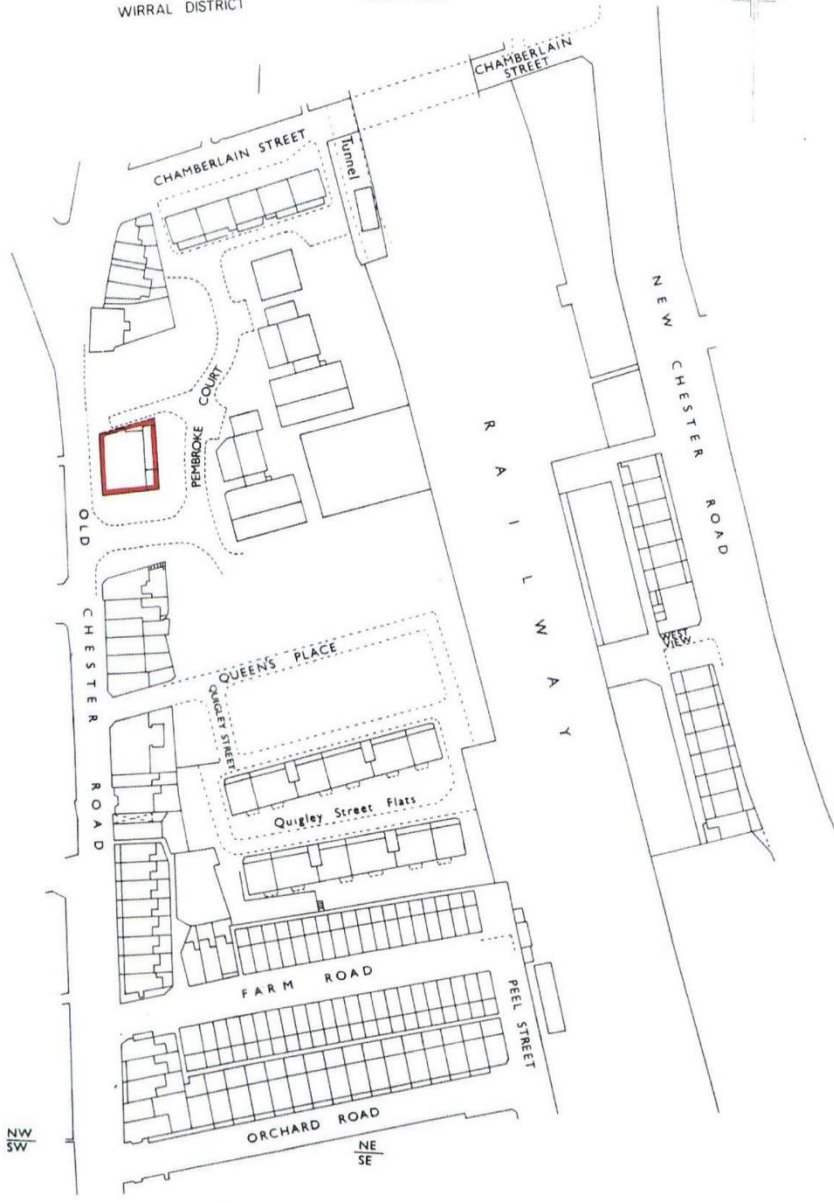 WIRRAL DISTRICT
CHAMBERLAIN
STREET
CHAMBERLAIN STREET
Tunnel
NEW CHESTER ROAD
PEMBROKE COURT
RAILWAY
OLD CHESTER ROAD
WEST
VIEW
QUEEN'S PLACE
QUIGLEY STREET
Quigley Street Flats
FARM ROAD
PEEL STREET
ORCHARD ROAD
NW
SW
NE
SE